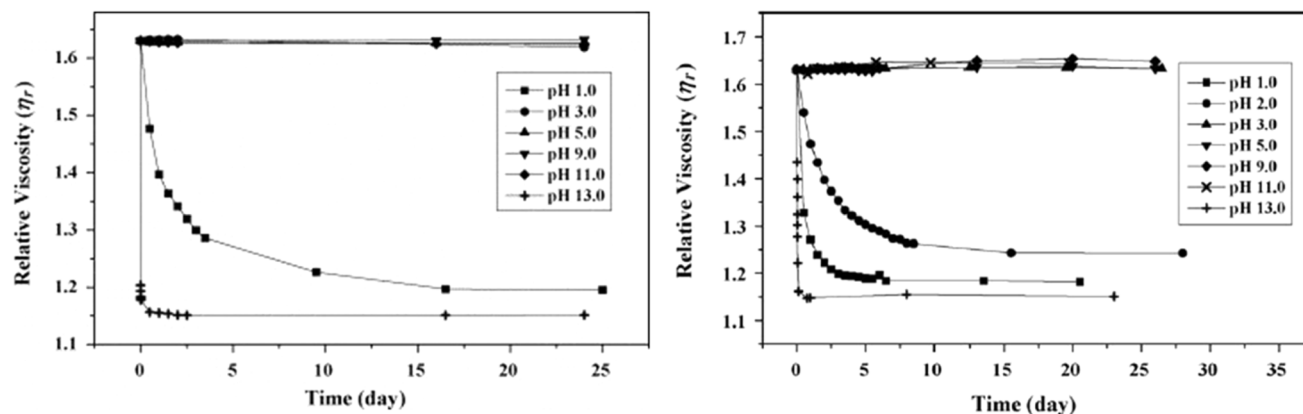 Relative Viscosity (ηr)
1.6
1.5
1.4
1.3
1.2
1.1
pH 1.0
pH 3.0
pH 5.0
pH 9.0
pH 11.0
pH 13.0
0 5 10 15 20 25
Time (day)
Relative Viscosity (ηr)
1.7
1.6
1.5
1.4
1.3
1.2
1.1
pH 1.0
pH 2.0
pH 3.0
pH 5.0
pH 9.0
pH 11.0
pH 13.0
0 5 10 15 20 25 30 35
Time (day)